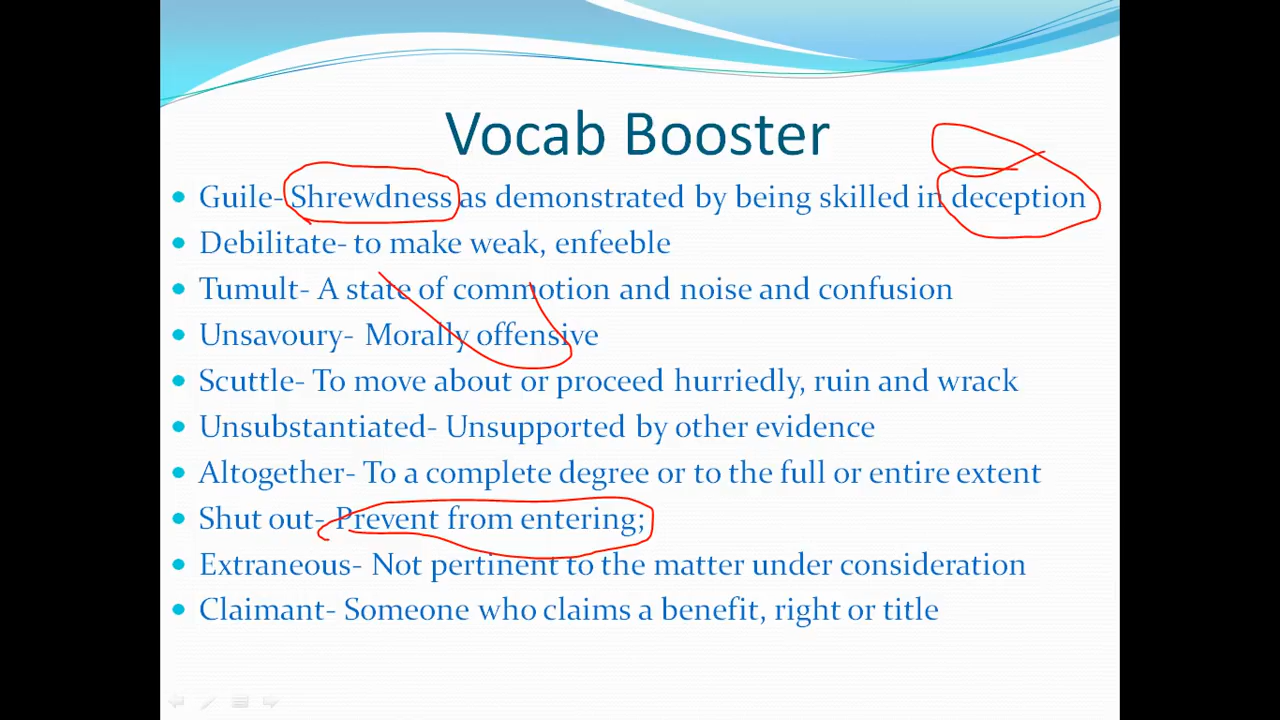 Vocab Booster
Guile- Shrewdness as demonstrated by being skilled in deception
Debilitate- to make weak, enfeeble
Tumult- A state of commotion and noise and confusion
Unsavoury- Morally offensive
Scuttle- To move about or proceed hurriedly, ruin and wrack
Unsubstantiated- Unsupported by other evidence
Altogether- To a complete degree or to the full or entire extent
Shut out- Prevent from entering;
Extraneous- Not pertinent to the matter under consideration
Claimant- Someone who claims a benefit, right or title